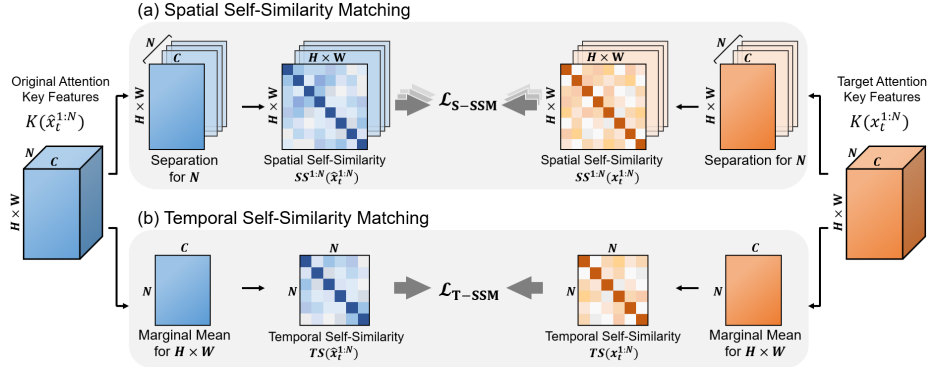 (a) Spatial Self-Similarity Matching
Original Attention
Key Features
K(x̂_t^{1:N})
N
C
H × W
N
C
H × W
Separation
for N
H × W
H × W
Spatial Self-Similarity
SS^{1:N}(x̂_t^{1:N})
ℒ_{S−SSM}
H × W
H × W
Spatial Self-Similarity
SS^{1:N}(x_t^{1:N})
N
C
H × W
Separation for N
Target Attention
Key Features
K(x_t^{1:N})
N
C
H × W
(b) Temporal Self-Similarity Matching
C
N
Marginal Mean
for H × W
N
N
Temporal Self-Similarity
TS(x̂_t^{1:N})
ℒ_{T−SSM}
N
N
Temporal Self-Similarity
TS(x_t^{1:N})
C
N
Marginal Mean
for H × W